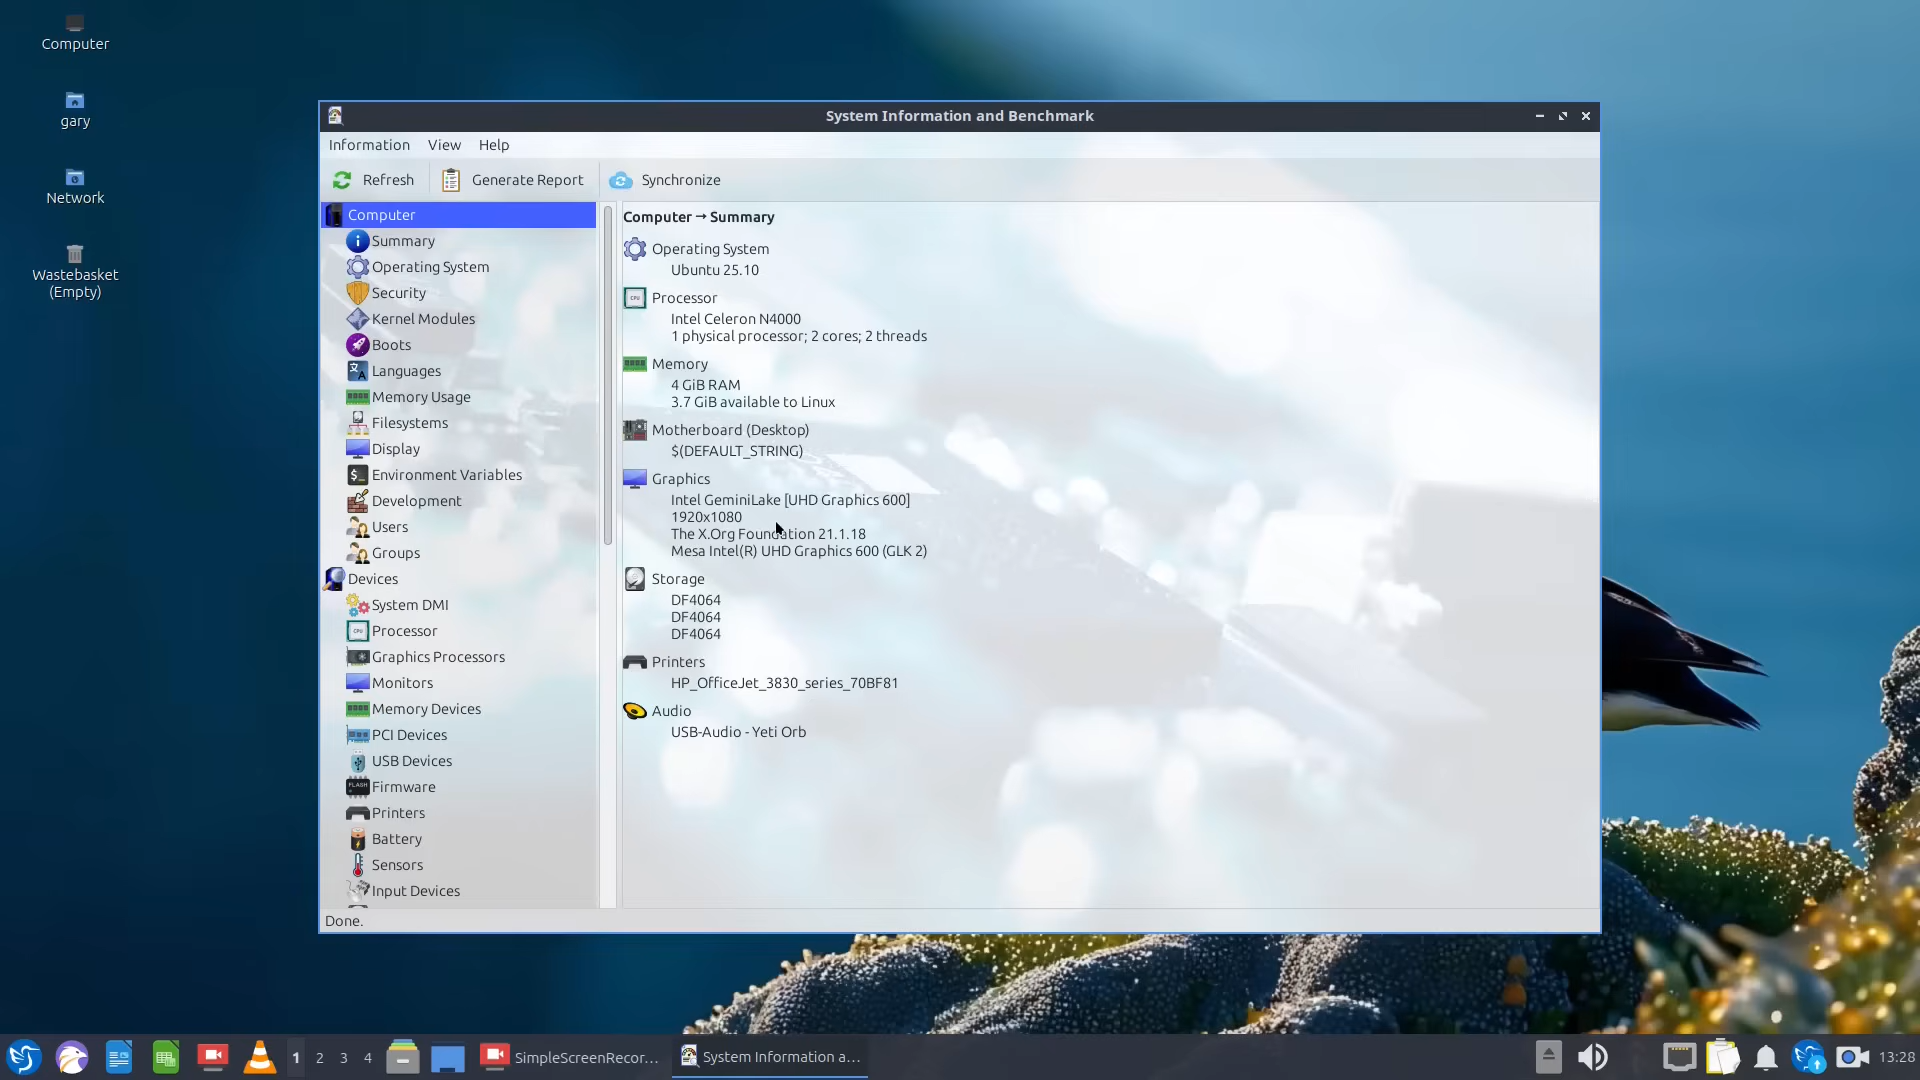 Computer
gary
Network
Wastebasket
(Empty)
System Information and Benchmark
Information View Help
Refresh Generate Report Synchronize
Computer
Summary
Operating System
Security
Kernel Modules
Boots
Languages
Memory Usage
Filesystems
Display
Environment Variables
Development
Users
Groups
Devices
System DMI
Processor
Graphics Processors
Monitors
Memory Devices
PCI Devices
USB Devices
Firmware
Printers
Battery
Sensors
Input Devices
Computer → Summary
Operating System
Ubuntu 25.10
Processor
Intel Celeron N4000
1 physical processor; 2 cores; 2 threads
Memory
4 GiB RAM
3.7 GiB available to Linux
Motherboard (Desktop)
$(DEFAULT_STRING)
Graphics
Intel GeminiLake [UHD Graphics 600]
1920x1080
The X.Org Foundation 21.1.18
Mesa Intel(R) UHD Graphics 600 (GLK 2)
Storage
DF4064
DF4064
DF4064
Printers
HP_OfficeJet_3830_series_70BF81
Audio
USB-Audio - Yeti Orb
Done.
1 2 3 4 SimpleScreenRecor... System Information a... 13:28